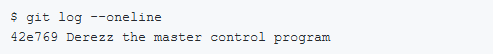 $ git log --oneline
42e769 Derezz the master control program